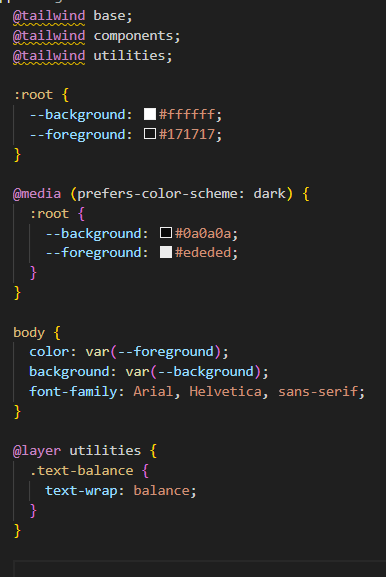 @tailwind base;
@tailwind components;
@tailwind utilities;
:root {
--background: #ffffff;
--foreground: #171717;
}
@media (prefers-color-scheme: dark) {
:root {
--background: #0a0a0a;
--foreground: #ededed;
}
}
body {
color: var(--foreground);
background: var(--background);
font-family: Arial, Helvetica, sans-serif;
}
@layer utilities {
.text-balance {
text-wrap: balance;
}
}